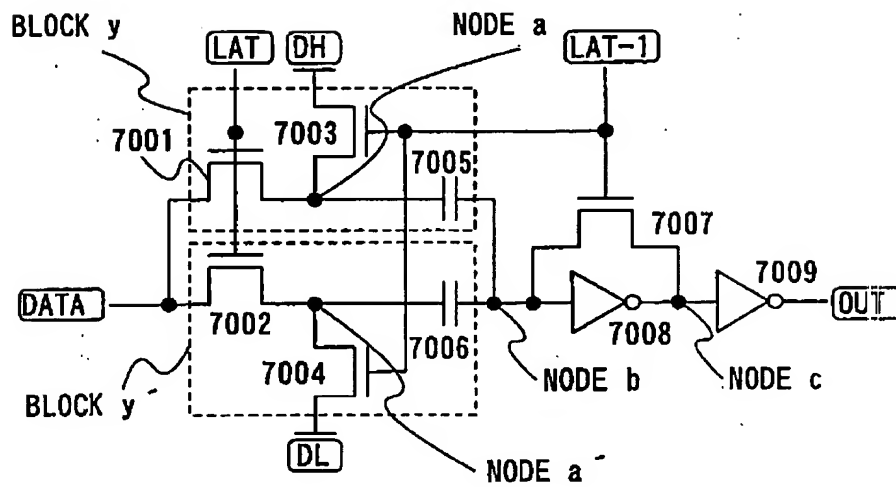 BLOCK y
LAT
DH
NODE a
LAT-1
7001
7003
7005
7007
7009
DATA
7002
7006
7008
OUT
7004
BLOCK y'
NODE b
NODE c
DL
NODE a'